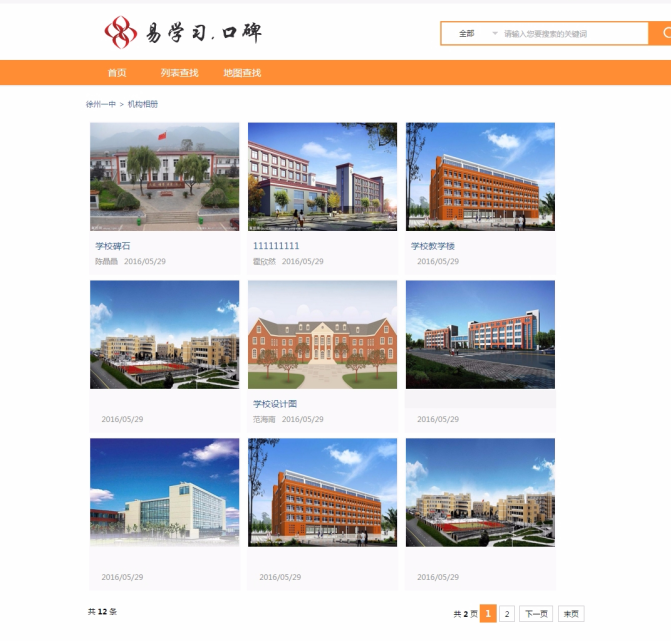 易学习.口碑
全部 请输入您要搜索的关键词
首页 列表查找 地图查找
徐州一中 > 机构相册
学校碑石 111111111 学校教学楼
陈晶晶 2016/05/29 霍欣然 2016/05/29 2016/05/29
学校设计图
2016/05/29 范海荷 2016/05/29 2016/05/29
2016/05/29 2016/05/29 2016/05/29
共 12 条 共 2 页 1 2 下一页 末页